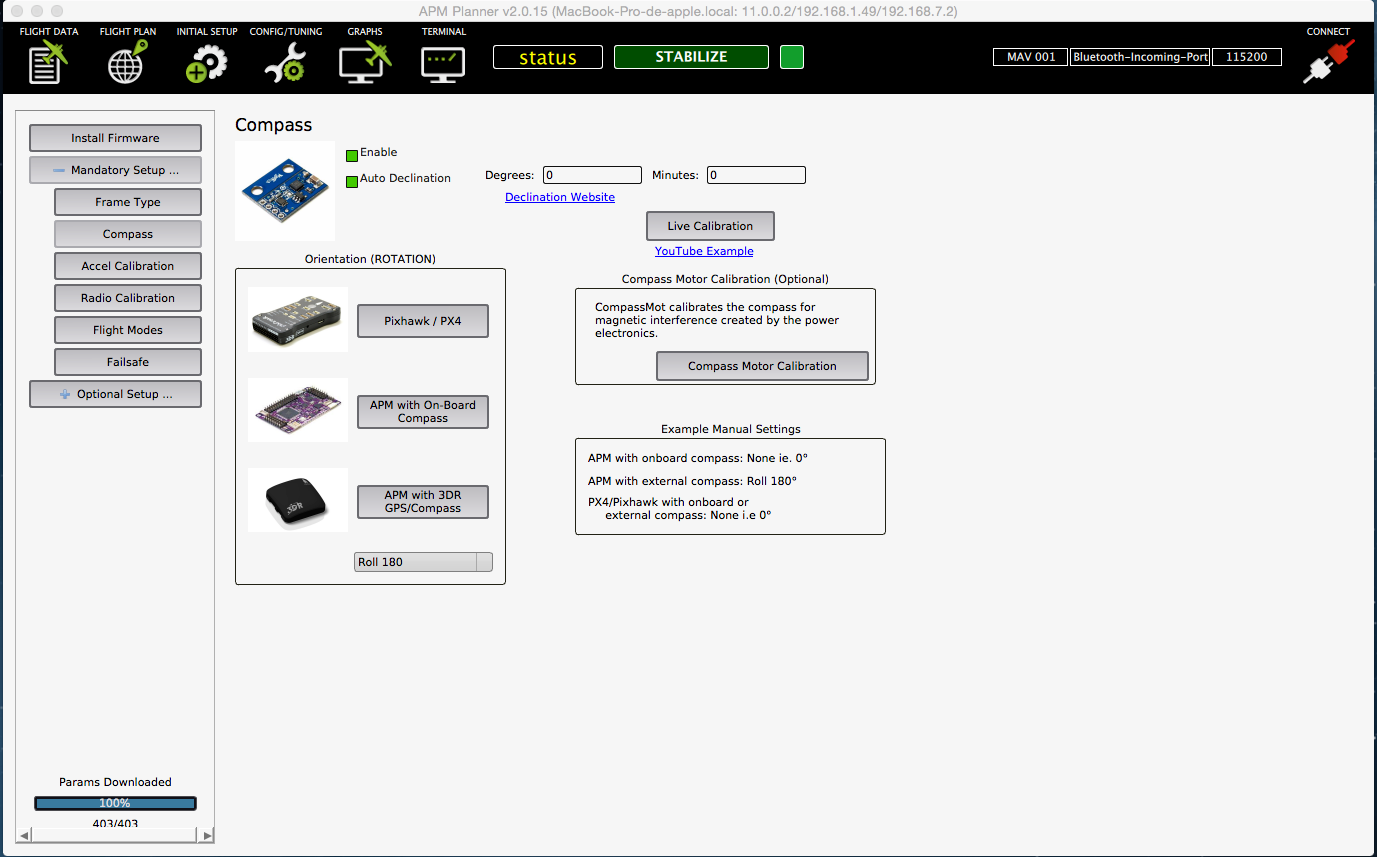 APM Planner v2.0.15 (MacBook-Pro-de-apple.local: 11.0.0.2/192.168.1.49/192.168.7.2)
FLIGHT DATA
FLIGHT PLAN
INITIAL SETUP
CONFIG/TUNING
GRAPHS
TERMINAL
status
STABILIZE
MAV 001
Bluetooth-Incoming-Port
115200
CONNECT
Install Firmware
Mandatory Setup ...
Frame Type
Compass
Accel Calibration
Radio Calibration
Flight Modes
Failsafe
Optional Setup ...
Params Downloaded
100%
403/403
Compass
Enable
Auto Declination
Degrees: 0
Minutes: 0
Declination Website
Live Calibration
YouTube Example
Orientation (ROTATION)
Pixhawk / PX4
APM with On-Board
Compass
3DR
APM with 3DR
GPS/Compass
Roll 180
Compass Motor Calibration (Optional)
CompassMot calibrates the compass for
magnetic interference created by the power
electronics.
Compass Motor Calibration
Example Manual Settings
APM with onboard compass: None ie. 0°
APM with external compass: Roll 180°
PX4/Pixhawk with onboard or
external compass: None i.e 0°